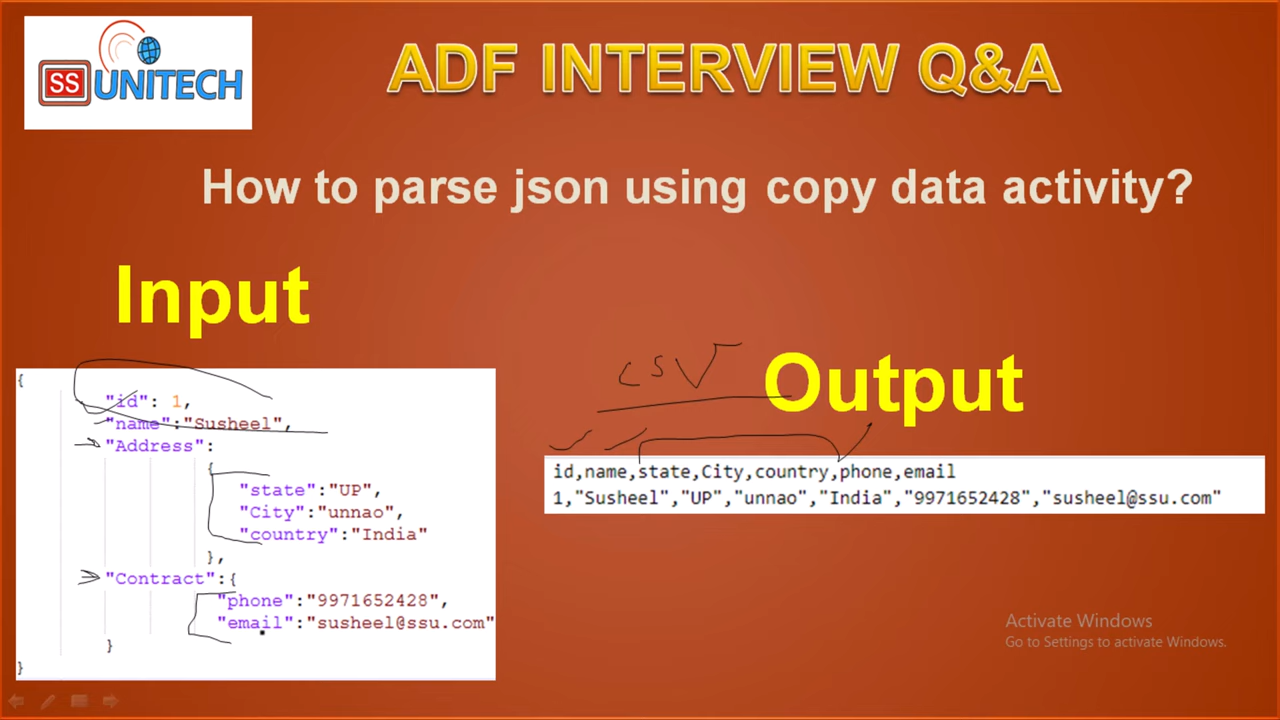 SS UNITECH
ADF INTERVIEW Q&A
How to parse json using copy data activity?
Input
{
"id": 1,
"name":"Susheel",
"Address":
{
"state":"UP",
"City":"unnao",
"country":"India"
},
"Contract":{
"phone":"9971652428",
"email":"susheel@ssu.com"
}
}
csv
Output
id,name,state,City,country,phone,email
1,"Susheel","UP","unnao","India","9971652428","susheel@ssu.com"
Activate Windows
Go to Settings to activate Windows.